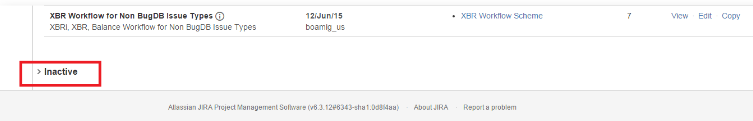 XBR Workflow for Non BugDB Issue Types 12/Jun/15 • XBR Workflow Scheme 7 View Edit Copy
XBRI, XBR, Balance Workflow for Non BugDB Issue Types boamlg_us
> Inactive
Atlassian JIRA Project Management Software (v6.3.12#6343-sha1:0d8f4aa) · About JIRA · Report a problem